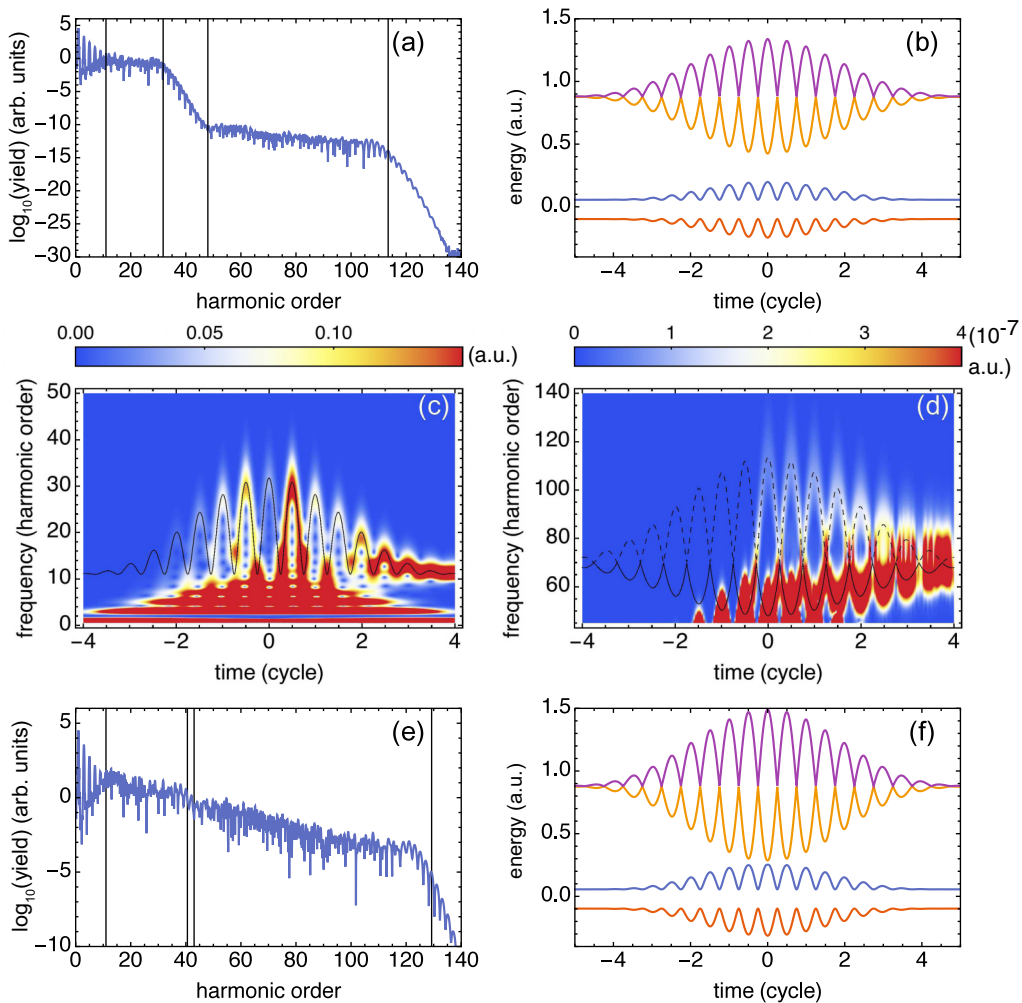 (a)
log10(yield) (arb. units)
5
0
−5
−10
−15
−20
−25
−30
0 20 40 60 80 100 120 140
harmonic order
(b)
energy (a.u.)
1.5
1.0
0.5
0.0
−4 −2 0 2 4
time (cycle)
0.00 0.05 0.10
(a.u.)
0 1 2 3 4 (10-7
a.u.)
(c)
frequency (harmonic order)
50
40
30
20
10
0
−4 −2 0 2 4
time (cycle)
(d)
frequency (harmonic order)
140
120
100
80
60
−4 −3 −2 −1 0 1 2 3 4
time (cycle)
(e)
log10(yield) (arb. units)
5
0
−5
−10
0 20 40 60 80 100 120 140
harmonic order
(f)
energy (a.u.)
1.5
1.0
0.5
0.0
−4 −2 0 2 4
time (cycle)